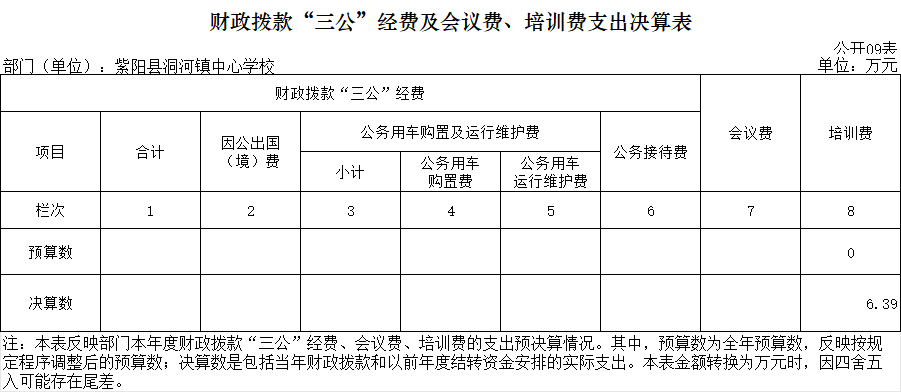 财政拨款“三公”经费及会议费、培训费支出决算表
公开09表
部门（单位）：紫阳县洞河镇中心学校 单位：万元
财政拨款“三公”经费
项目 合计 因公出国（境）费 公务用车购置及运行维护费 公务接待费 会议费 培训费
小计 公务用车购置费 公务用车运行维护费
栏次 1 2 3 4 5 6 7 8
预算数 0
决算数 6.39
注：本表反映部门本年度财政拨款“三公”经费、会议费、培训费的支出预决算情况。其中，预算数为全年预算数，反映按规
定程序调整后的预算数；决算数是包括当年财政拨款和以前年度结转资金安排的实际支出。本表金额转换为万元时，因四舍五
入可能存在尾差。